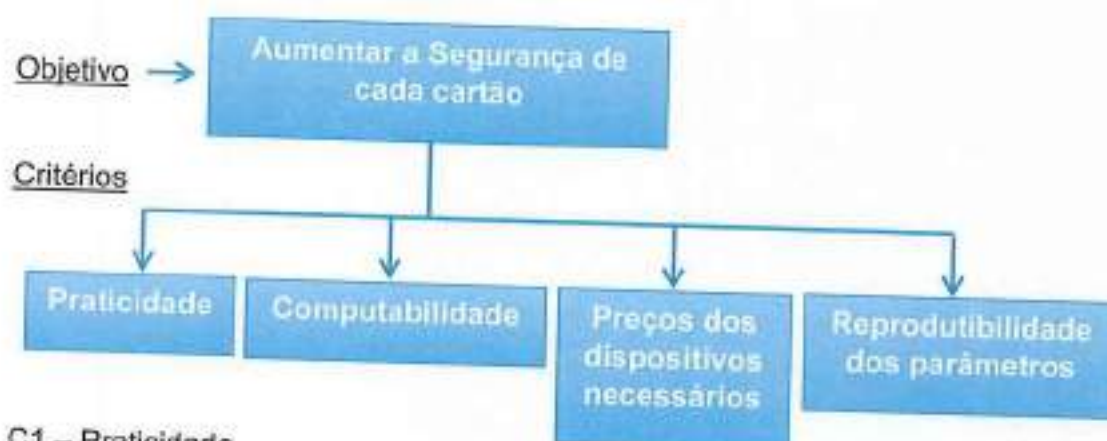 Objetivo
Aumentar a Segurança de
cada cartão
Critérios
Praticidade
Computabilidade
Preços dos
dispositivos
necessários
Reprodutibilidade
dos parâmetros
C1 – Praticidade